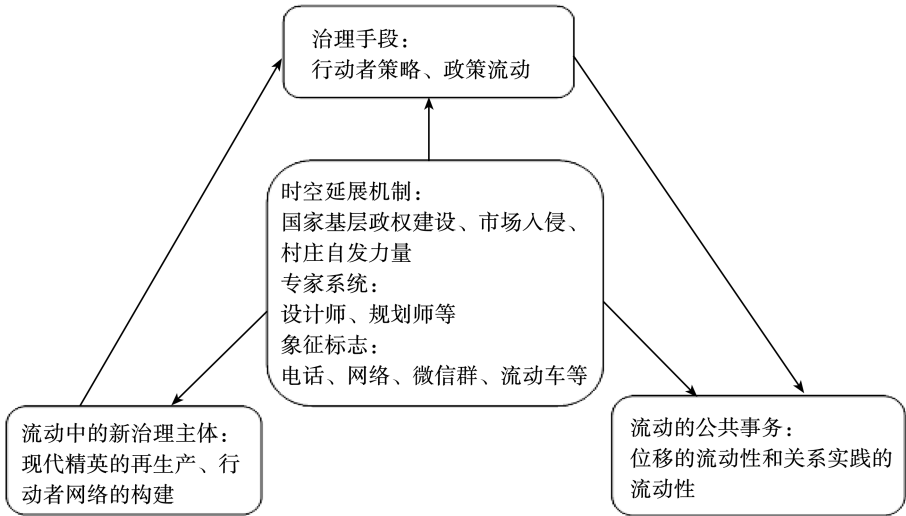 治理手段：
行动者策略、政策流动
时空延展机制：
国家基层政权建设、市场入侵、
村庄自发力量
专家系统：
设计师、规划师等
象征标志：
电话、网络、微信群、流动车等
流动中的新治理主体：
现代精英的再生产、行
动者网络的构建
流动的公共事务：
位移的流动性和关系实践的
流动性